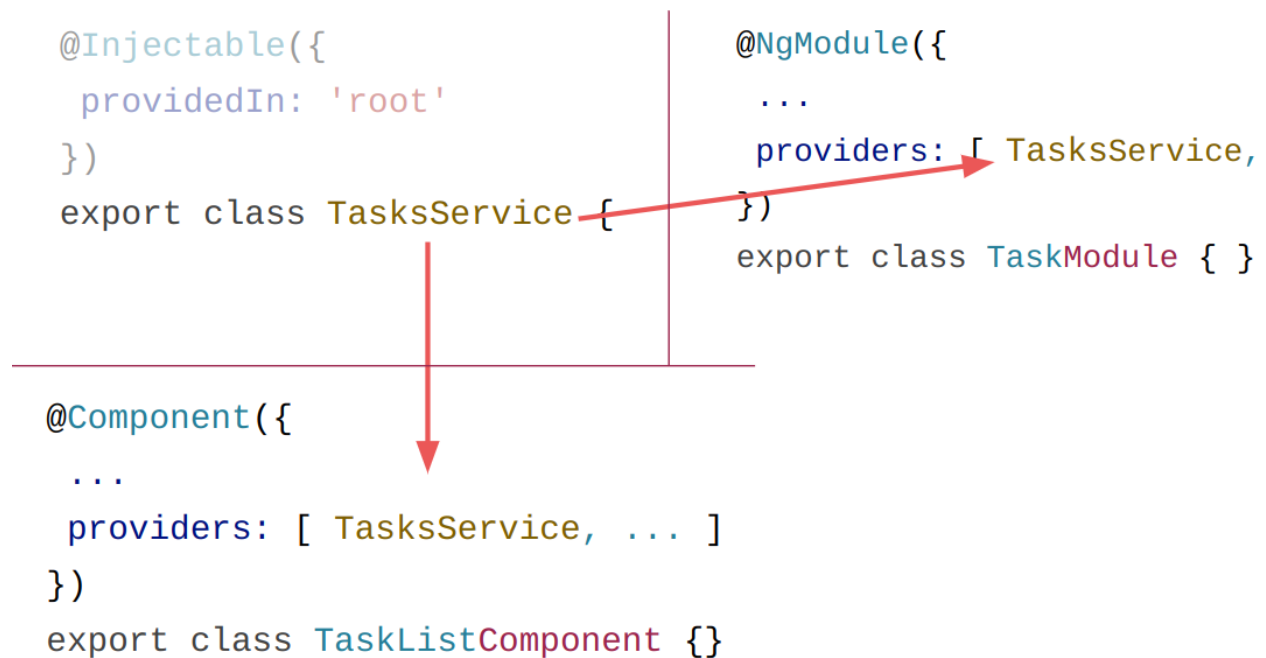 @Injectable({
providedIn: 'root'
})
export class TasksService {
@NgModule({
...
providers: [ TasksService,
})
export class TaskModule { }
@Component({
...
providers: [ TasksService, ... ]
})
export class TaskListComponent {}